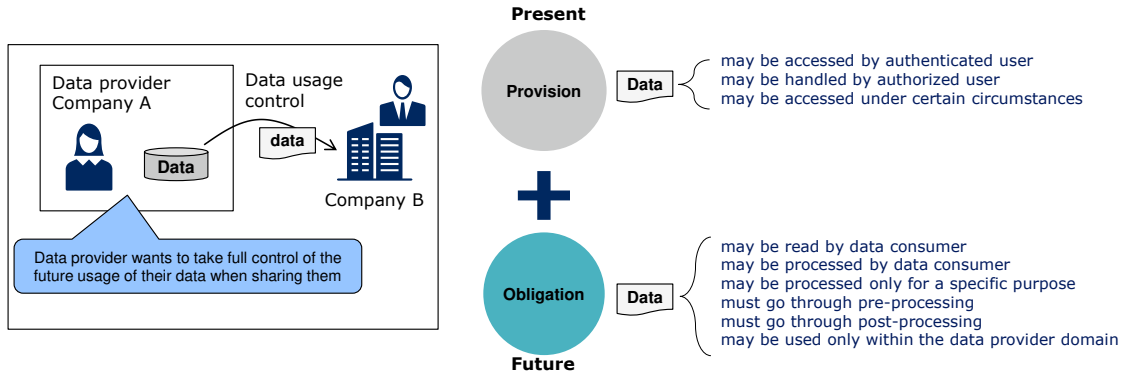 Data provider
Company A
Data usage
control
Data
data
Company B
Data provider wants to take full control of the
future usage of their data when sharing them
Present
Provision
Data
may be accessed by authenticated user
may be handled by authorized user
may be accessed under certain circumstances
Obligation
Data
may be read by data consumer
may be processed by data consumer
may be processed only for a specific purpose
must go through pre-processing
must go through post-processing
may be used only within the data provider domain
Future